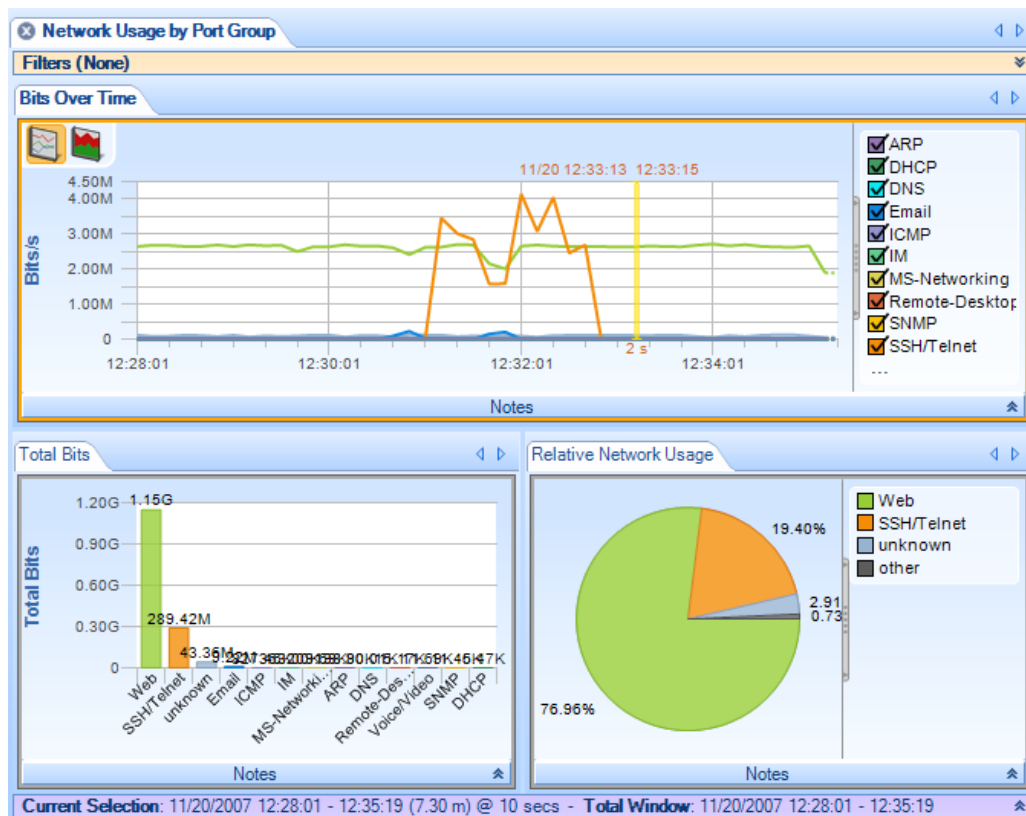 Network Usage by Port Group
Filters (None)
Bits Over Time
11/20 12:33:13 12:33:15
Bits/s
4.50M
4.00M
3.00M
2.00M
1.00M
0
12:28:01
12:30:01
12:32:01
2 s
12:34:01
ARP
DHCP
DNS
Email
ICMP
IM
MS-Networking
Remote-Desktop
SNMP
SSH/Telnet
...
Notes
Total Bits
Total Bits
1.20G
0.90G
0.60G
0.30G
0
1.15G
289.42M
43.36M
Web
SSH/Telnet
unknown
Email
ICMP
IM
MS-Networki...
ARP
DNS
Remote-Des...
Voice/Video
SNMP
DHCP
Notes
Relative Network Usage
19.40%
2.91
0.73
76.96%
Web
SSH/Telnet
unknown
other
Notes
Current Selection: 11/20/2007 12:28:01 - 12:35:19 (7.30 m) @ 10 secs - Total Window: 11/20/2007 12:28:01 - 12:35:19